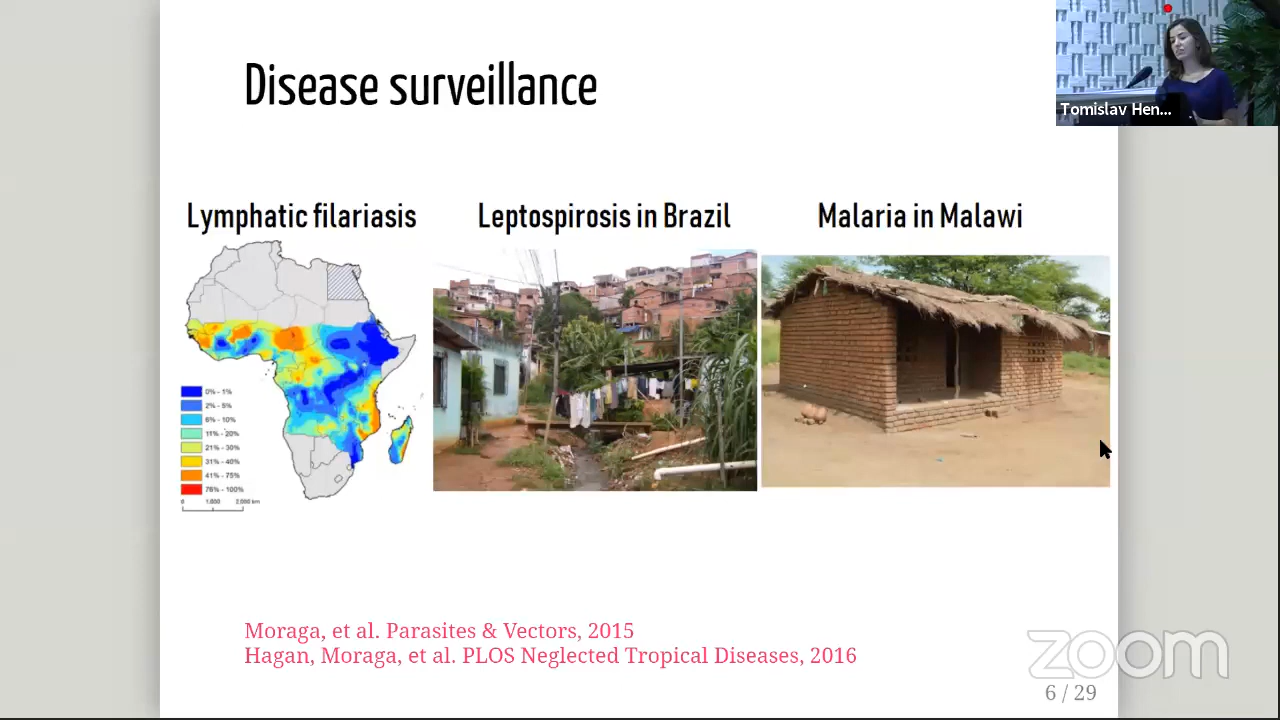 Disease surveillance
Tomislav Hen...
Lymphatic filariasis
Leptospirosis in Brazil
Malaria in Malawi
0% - 1%
2% - 5%
6% - 10%
11% - 20%
21% - 30%
31% - 40%
41% - 75%
76% - 100%
Moraga, et al. Parasites & Vectors, 2015
Hagan, Moraga, et al. PLOS Neglected Tropical Diseases, 2016
zoom
6 / 29